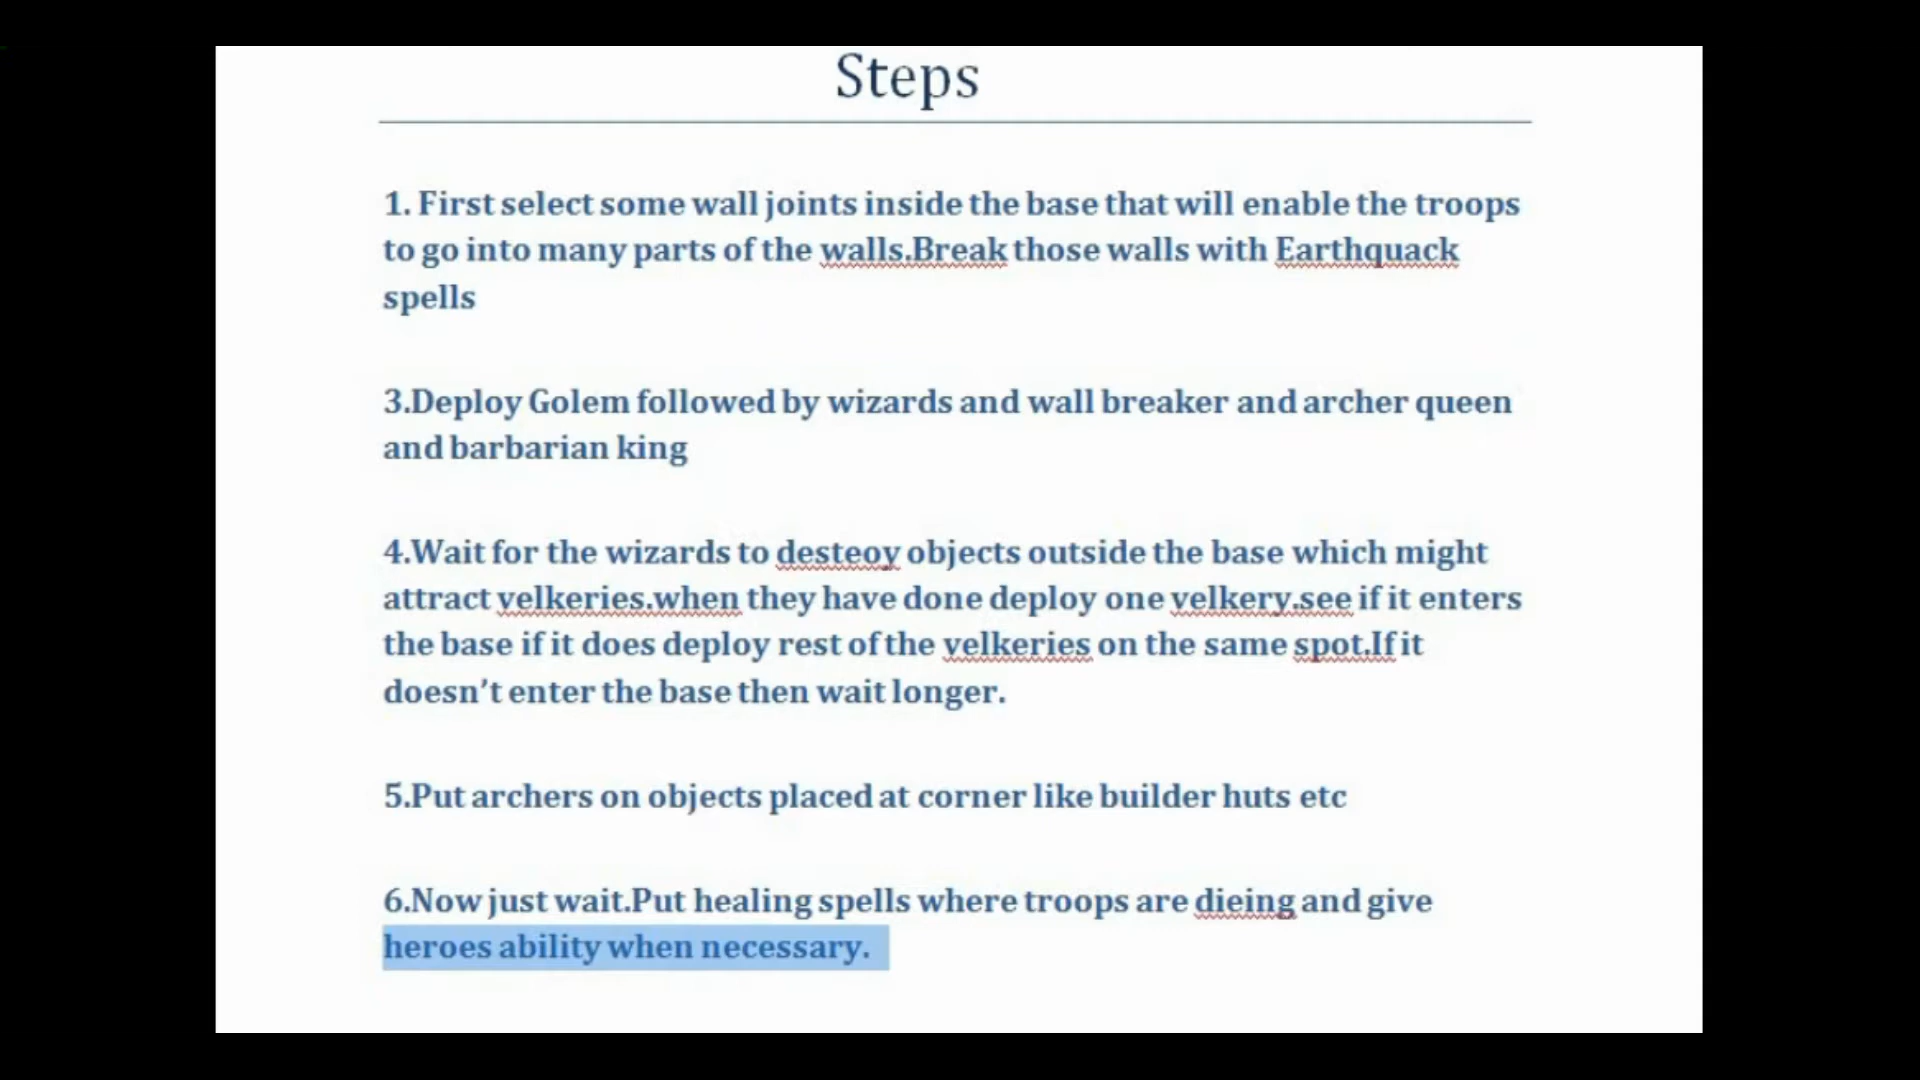 Steps
1. First select some wall joints inside the base that will enable the troops
to go into many parts of the walls.Break those walls with Earthquack
spells
3.Deploy Golem followed by wizards and wall breaker and archer queen
and barbarian king
4.Wait for the wizards to desteoy objects outside the base which might
attract velkeries.when they have done deploy one velkery.see if it enters
the base if it does deploy rest of the velkeries on the same spot.If it
doesn’t enter the base then wait longer.
5.Put archers on objects placed at corner like builder huts etc
6.Now just wait.Put healing spells where troops are dieing and give
heroes ability when necessary.